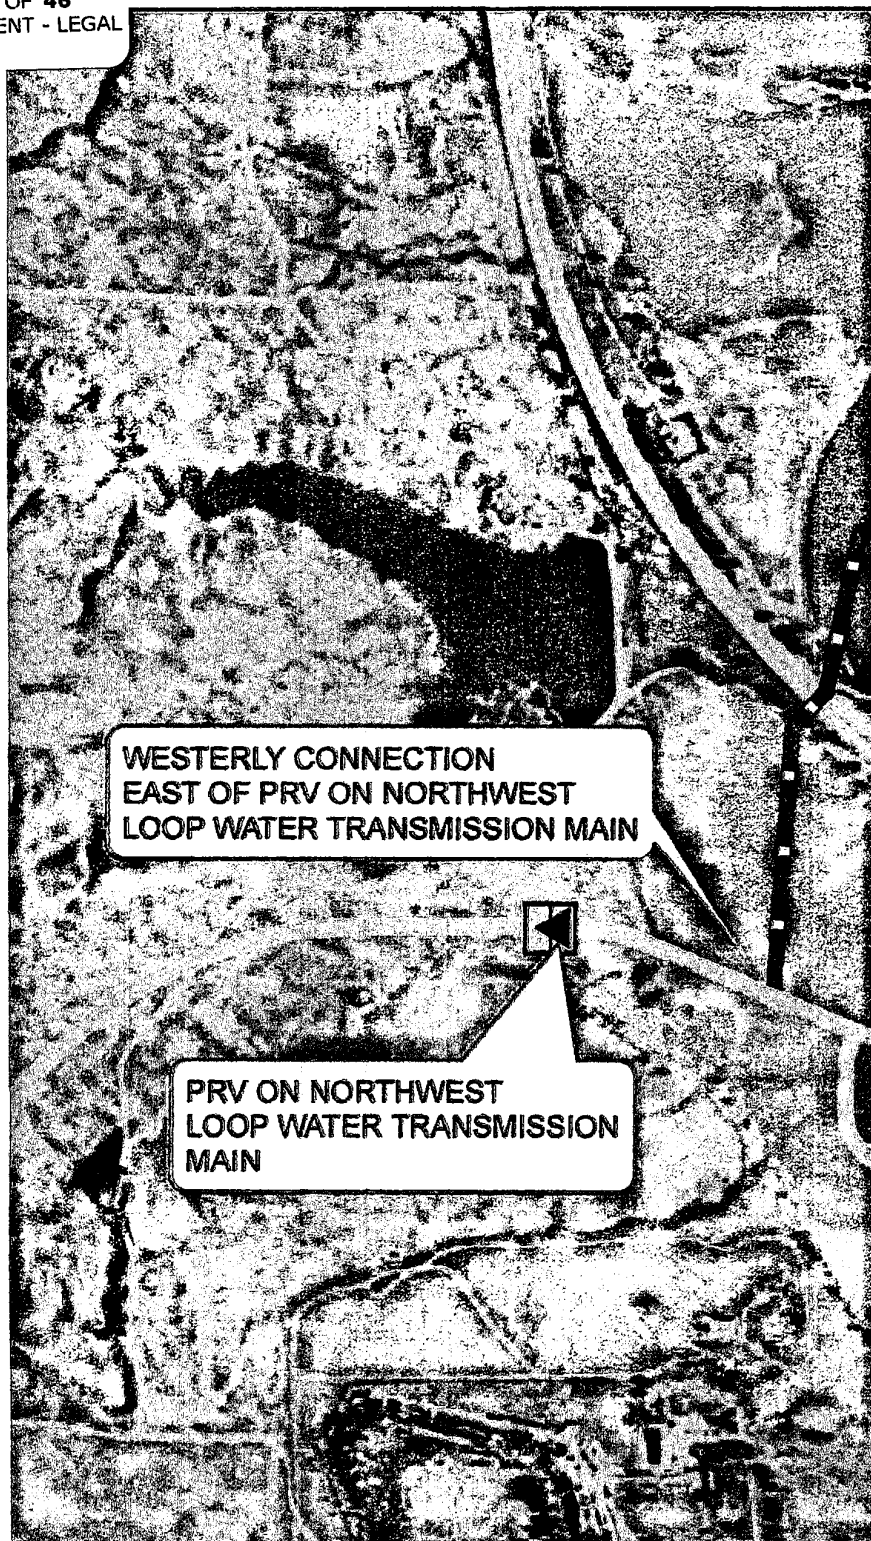 OF 46
ENT - LEGAL
WESTERLY CONNECTION
EAST OF PRV ON NORTHWEST
LOOP WATER TRANSMISSION MAIN
PRV ON NORTHWEST
LOOP WATER TRANSMISSION
MAIN